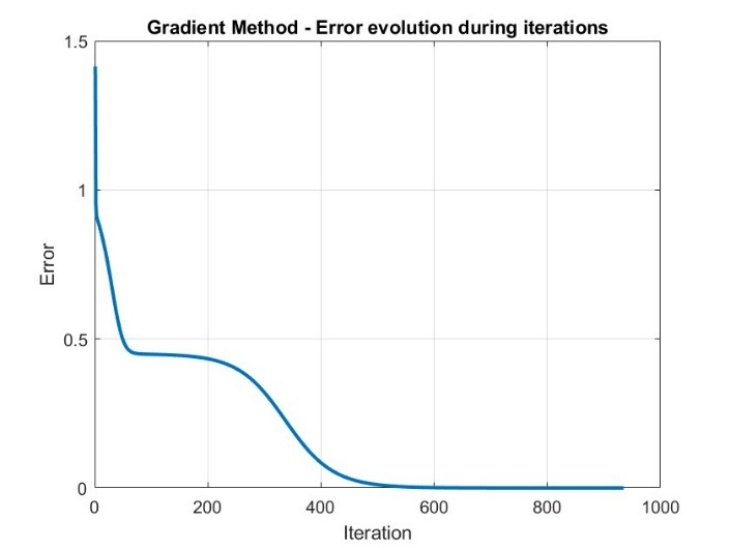 Gradient Method - Error evolution during iterations
1.5
1
0.5
0
Error
0 200 400 600 800 1000
Iteration